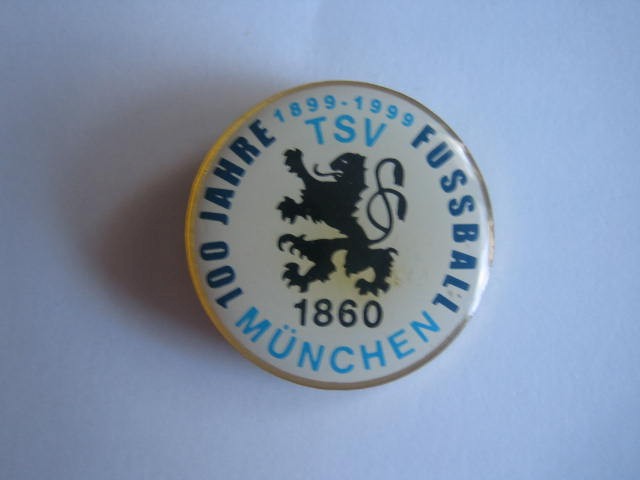 1899-1999
100 JAHRE FUSSBALL
TSV
1860
MÜNCHEN